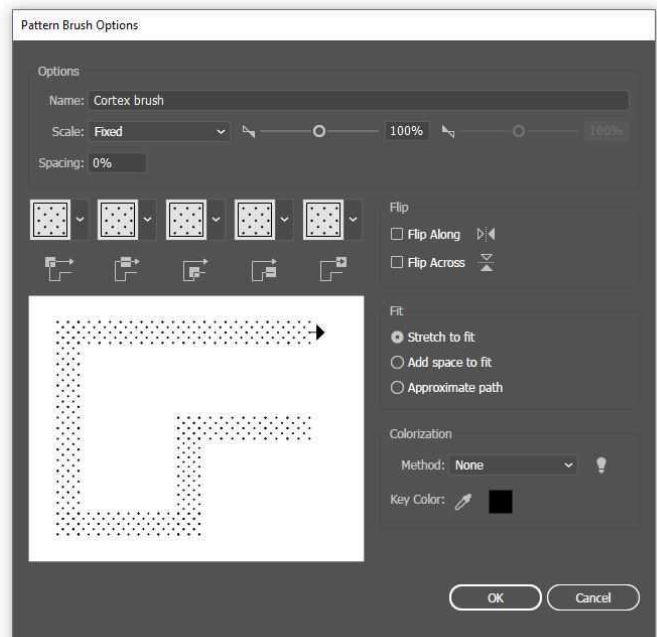 Pattern Brush Options
Options
Name: Cortex brush
Scale: Fixed 100% 100%
Spacing: 0%
Flip
Flip Along
Flip Across
Fit
Stretch to fit
Add space to fit
Approximate path
Colorization
Method: None
Key Color:
OK Cancel